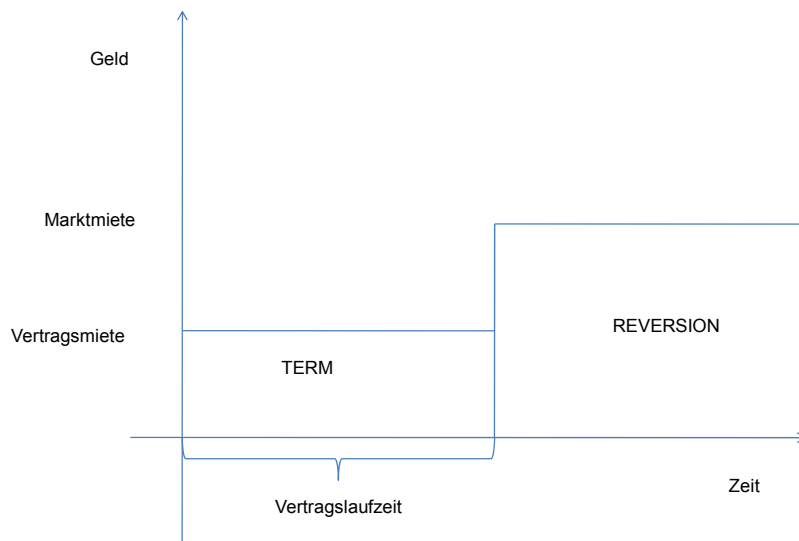 Geld
Marktmiete
Vertragsmiete
REVERSION
TERM
Zeit
Vertragslaufzeit